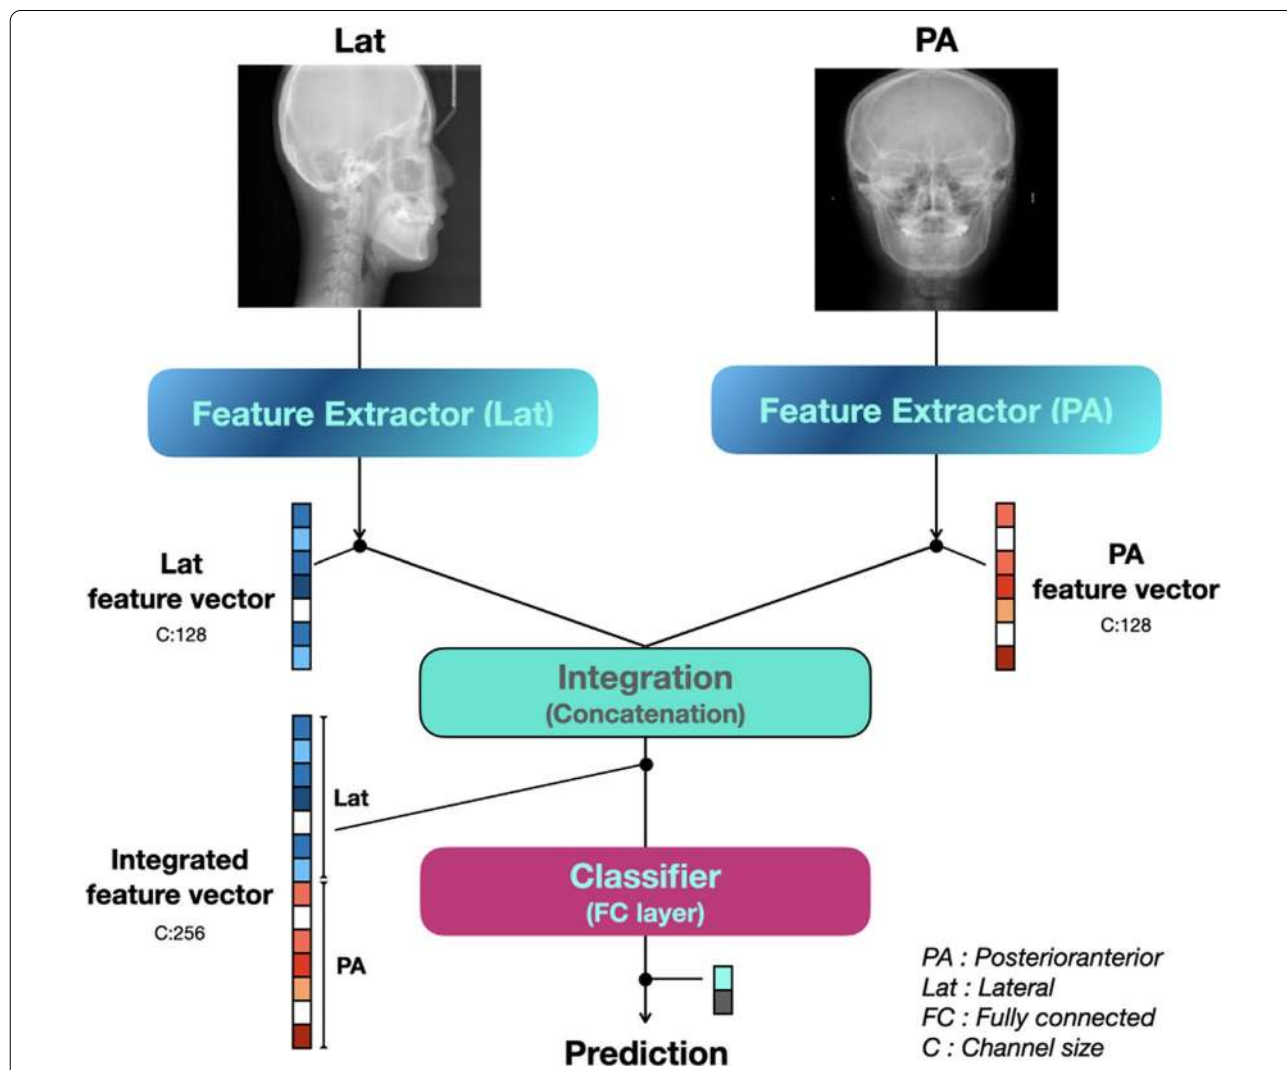 Lat
PA
Feature Extractor (Lat)
Feature Extractor (PA)
Lat
feature vector
C:128
PA
feature vector
C:128
Integration
(Concatenation)
Lat
Integrated
feature vector
C:256
PA
Classifier
(FC layer)
Prediction
PA : Posterioranterior
Lat : Lateral
FC : Fully connected
C : Channel size